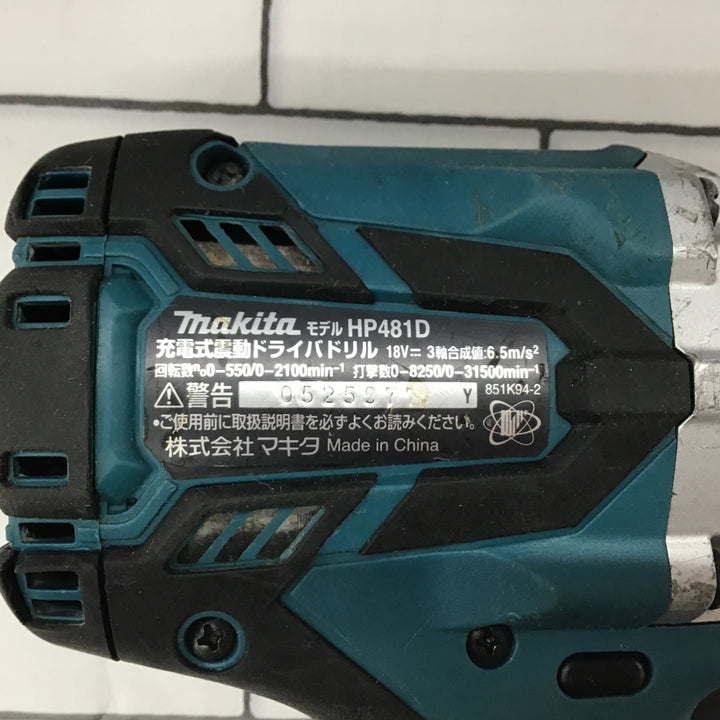 makita モデル HP481D
充電式震動ドライバドリル 18V⎓ 3軸合成値:6.5m/s²
回転数n₀0-550/0-2100min⁻¹ 打撃数0-8250/0-31500min⁻¹
⚠警告 Y 851K94-2
•ご使用前に取扱説明書を必ずよくお読みください。
株式会社マキタ Made in China